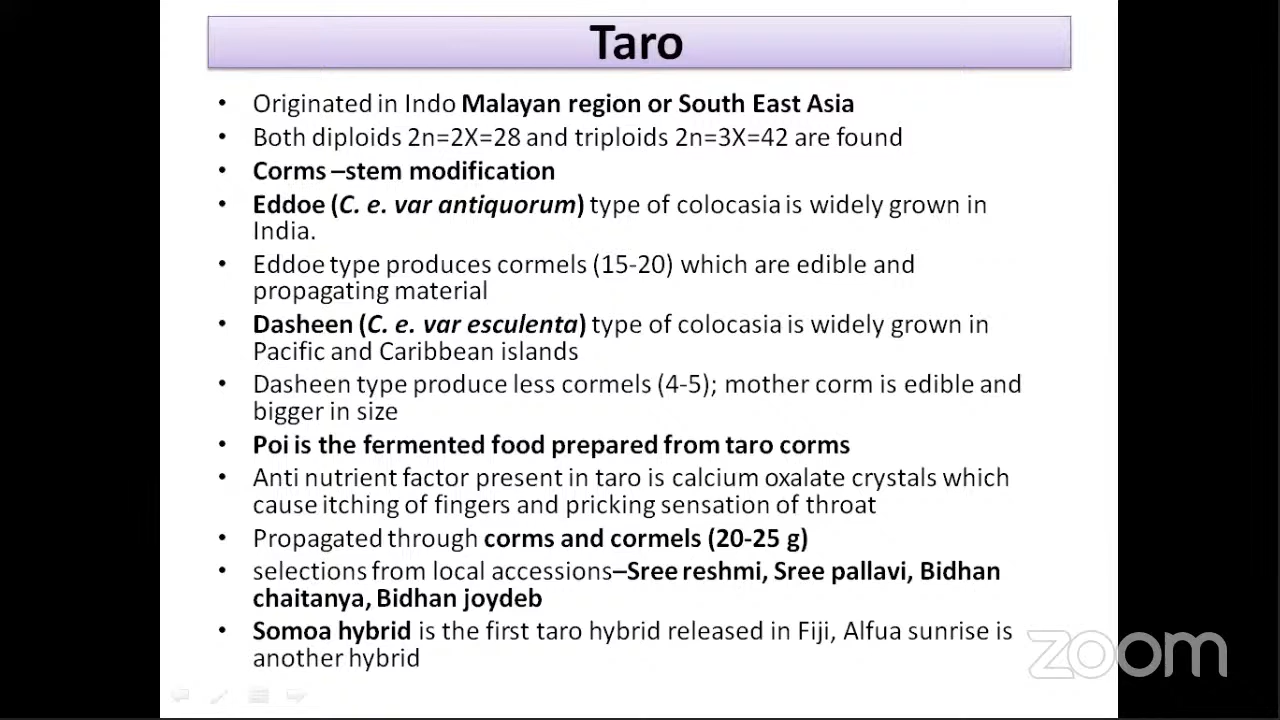 Taro
• Originated in Indo Malayan region or South East Asia
• Both diploids 2n=2X=28 and triploids 2n=3X=42 are found
• Corms –stem modification
• Eddoe (C. e. var antiquorum) type of colocasia is widely grown in
India.
• Eddoe type produces cormels (15-20) which are edible and
propagating material
• Dasheen (C. e. var esculenta) type of colocasia is widely grown in
Pacific and Caribbean islands
• Dasheen type produce less cormels (4-5); mother corm is edible and
bigger in size
• Poi is the fermented food prepared from taro corms
• Anti nutrient factor present in taro is calcium oxalate crystals which
cause itching of fingers and pricking sensation of throat
• Propagated through corms and cormels (20-25 g)
• selections from local accessions–Sree reshmi, Sree pallavi, Bidhan
chaitanya, Bidhan joydeb
• Somoa hybrid is the first taro hybrid released in Fiji, Alfua sunrise is
another hybrid
zoom